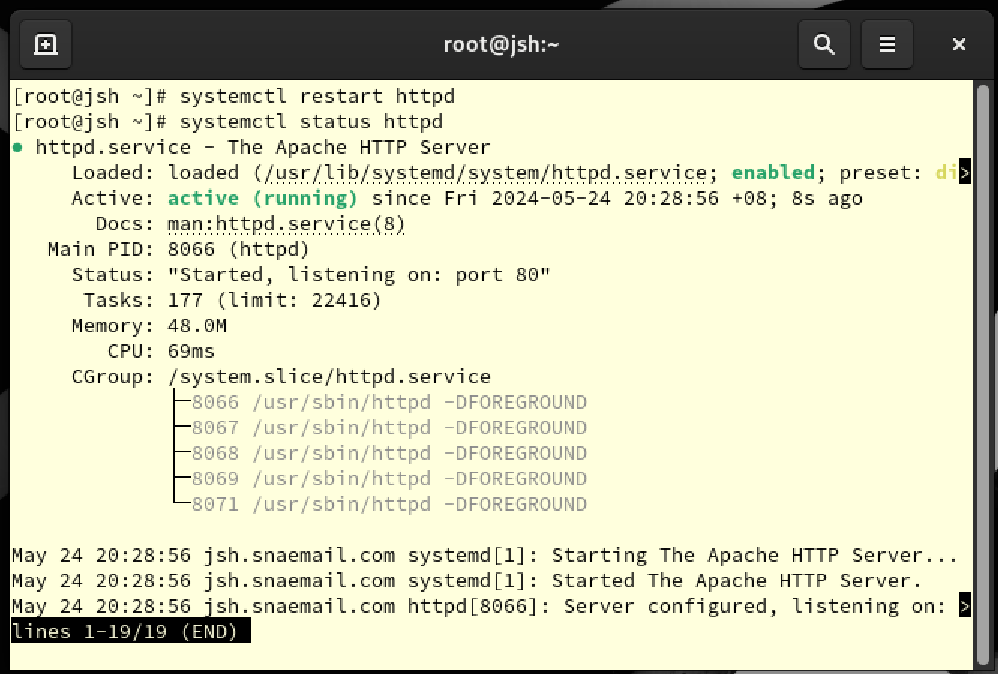 root@jsh:~
[root@jsh ~]# systemctl restart httpd
[root@jsh ~]# systemctl status httpd
● httpd.service - The Apache HTTP Server
     Loaded: loaded (/usr/lib/systemd/system/httpd.service; enabled; preset: di>
     Active: active (running) since Fri 2024-05-24 20:28:56 +08; 8s ago
       Docs: man:httpd.service(8)
   Main PID: 8066 (httpd)
     Status: "Started, listening on: port 80"
      Tasks: 177 (limit: 22416)
     Memory: 48.0M
        CPU: 69ms
     CGroup: /system.slice/httpd.service
             ├─8066 /usr/sbin/httpd -DFOREGROUND
             ├─8067 /usr/sbin/httpd -DFOREGROUND
             ├─8068 /usr/sbin/httpd -DFOREGROUND
             ├─8069 /usr/sbin/httpd -DFOREGROUND
             └─8071 /usr/sbin/httpd -DFOREGROUND
May 24 20:28:56 jsh.snaemail.com systemd[1]: Starting The Apache HTTP Server...
May 24 20:28:56 jsh.snaemail.com systemd[1]: Started The Apache HTTP Server.
May 24 20:28:56 jsh.snaemail.com httpd[8066]: Server configured, listening on: >
lines 1-19/19 (END)